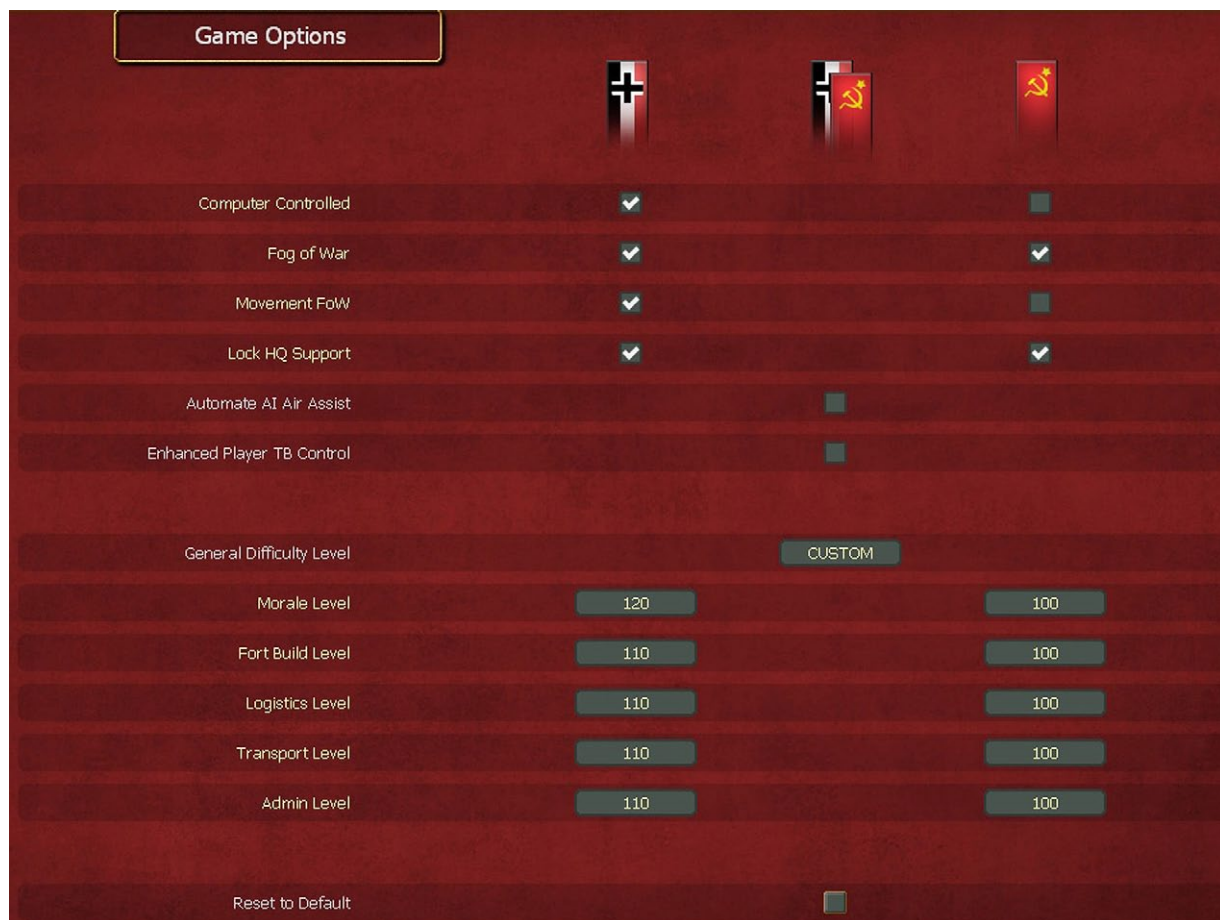 Game Options
Computer Controlled
Fog of War
Movement FoW
Lock HQ Support
Automate AI Air Assist
Enhanced Player TB Control
General Difficulty Level CUSTOM
Morale Level 120 100
Fort Build Level 110 100
Logistics Level 110 100
Transport Level 110 100
Admin Level 110 100
Reset to Default